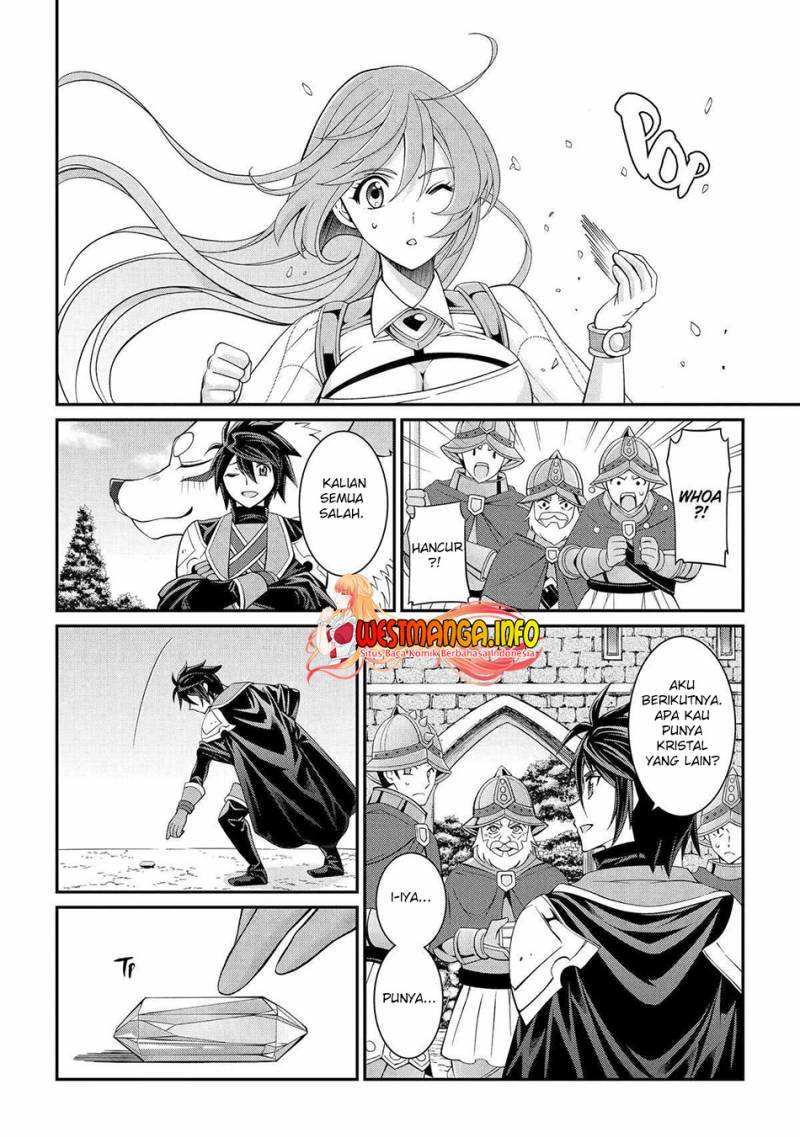 POP
WHOA
?!
HANCUR
?!
KALIAN
SEMUA
SALAH.
WESTMANGA.INFO
Situs Baca Komik Berbahasa Indonesia
AKU
BERIKUTNYA.
APA KAU
PUNYA
KRISTAL
YANG LAIN?
I-IYA...
PUNYA...
TP